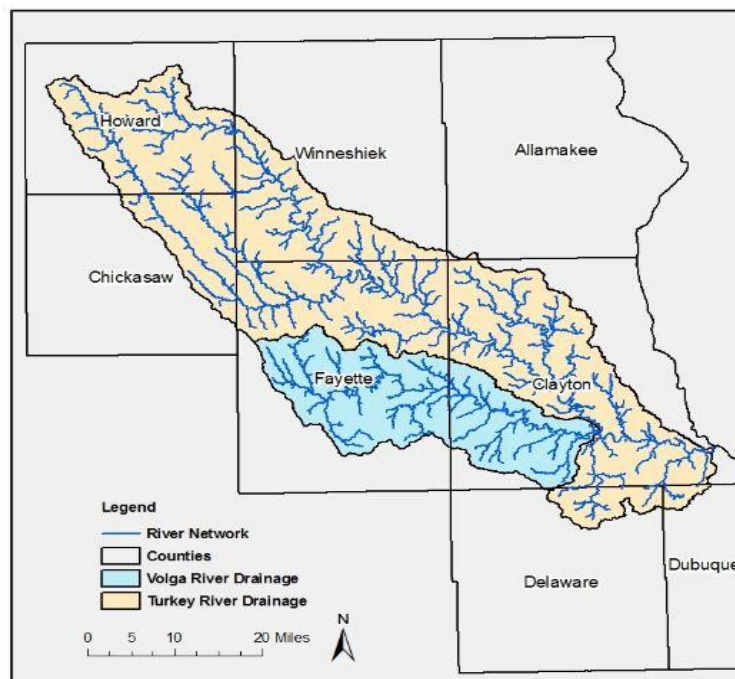 Howard
Winneshiek
Allamakee
Chickasaw
Fayette
Clayton
Legend
River Network
Counties
Volga River Drainage
Turkey River Drainage
Delaware
Dubuque
N
0 5 10 20 Miles